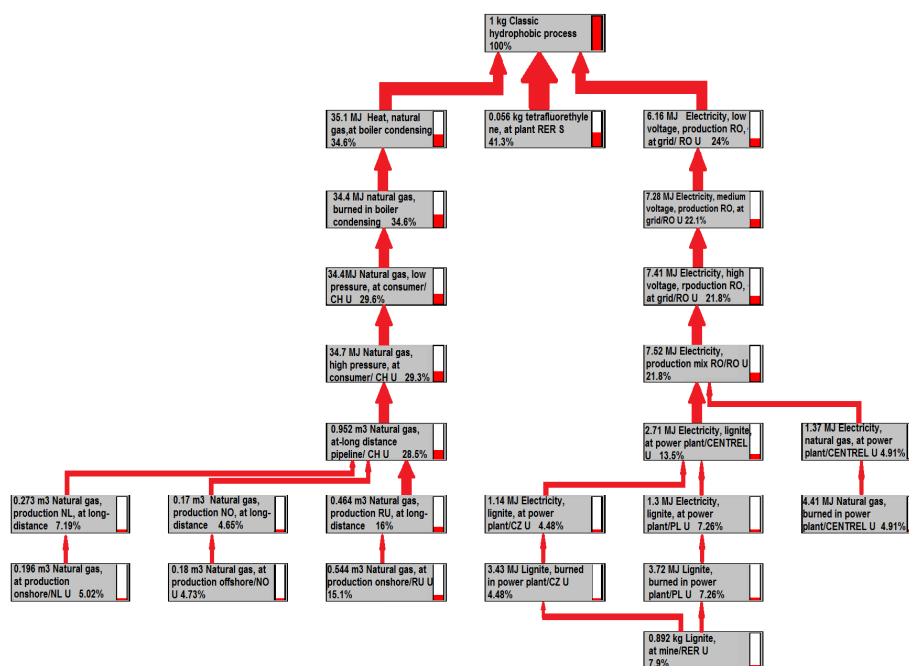 1 kg Classic
hydrophobic process
100%
35.1 MJ Heat, natural
gas,at boiler condensing
34.6%
0.056 kg tetrafluorethyle
ne, at plant RER S
41.3%
6.16 MJ Electricity, low
voltage, production RO,
at grid/ RO U 24%
34.4 MJ natural gas,
burned in boiler
condensing 34.6%
7.28 MJ Electricity, medium
voltage, production RO, at
grid/RO U 22.1%
34.4MJ Natural gas, low
pressure, at consumer/
CH U 29.6%
7.41 MJ Electricity, high
voltage, rpoduction RO,
at grid/RO U 21.8%
34.7 MJ Natural gas,
high pressure, at
consumer/ CH U 29.3%
7.52 MJ Electricity,
production mix RO/RO U
21.8%
0.952 m3 Natural gas,
at-long distance
pipeline/ CH U 28.5%
2.71 MJ Electricity, lignite,
at power plant/CENTREL
U 13.5%
1.37 MJ Electricity,
natural gas, at power
plant/CENTREL U 4.91%
0.273 m3 Natural gas,
production NL, at long-
distance 7.19%
0.17 m3 Natural gas,
production NO, at long-
distance 4.65%
0.464 m3 Natural gas,
production RU, at long-
distance 16%
1.14 MJ Electricity,
lignite, at power
plant/CZ U 4.48%
1.3 MJ Electricity,
lignite, at power
plant/PL U 7.26%
4.41 MJ Natural gas,
burned in power
plant/CENTREL U 4.91%
0.196 m3 Natural gas,
at production
onshore/NL U 5.02%
0.18 m3 Natural gas, at
production offshore/NO
U 4.73%
0.544 m3 Natural gas, at
production onshore/RU U
15.1%
3.43 MJ Lignite, burned
in power plant/CZ U
4.48%
3.72 MJ Lignite,
burned in power
plant/PL U 7.26%
0.892 kg Lignite,
at mine/RER U
7.9%